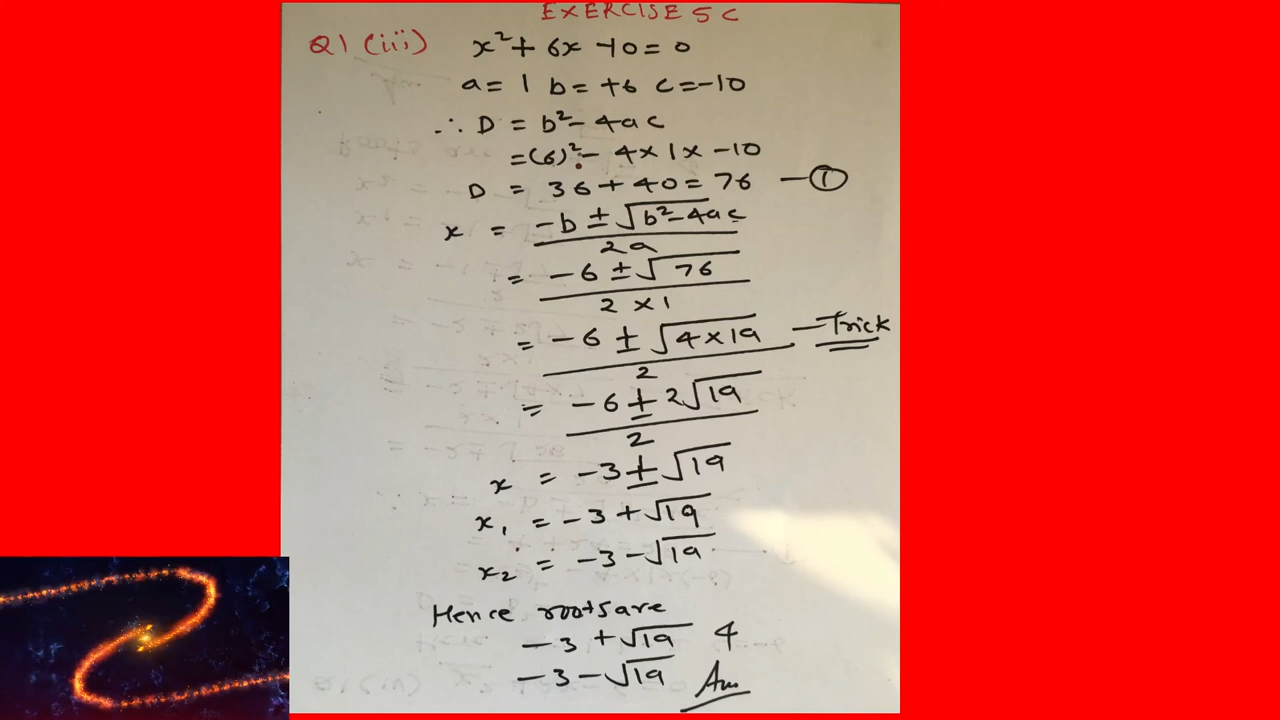 EXERCISE 5C
Q1 (iii) x² + 6x -10 = 0
a = 1 b = +6 c = -10
∴ D = b² - 4ac
= (6)² - 4 × 1 × -10
D = 36 + 40 = 76 — ①
x = (-b ± √(b² - 4ac)) / 2a
= (-6 ± √76) / (2 × 1)
= (-6 ± √(4 × 19)) / 2 — Trick
= (-6 ± 2√19) / 2
x = -3 ± √19
x₁ = -3 + √19
x₂ = -3 - √19
Hence roots are
-3 + √19 &
-3 - √19 Ans